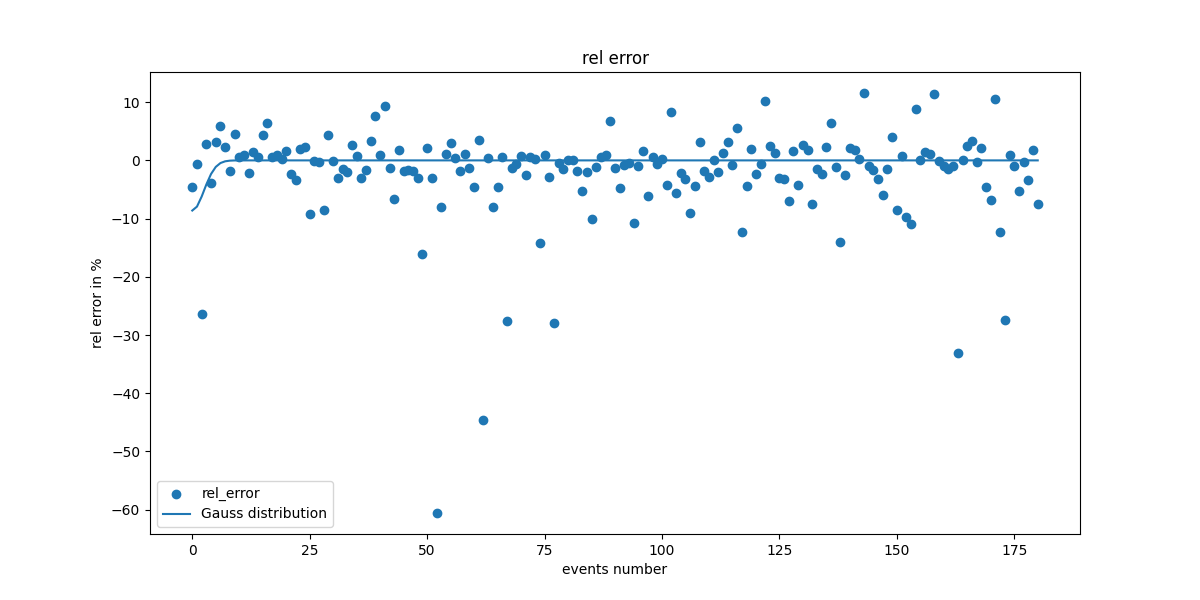 rel error
10
0
−10
−20
−30
−40
−50
−60
rel error in %
rel_error
Gauss distribution
0 25 50 75 100 125 150 175
events number